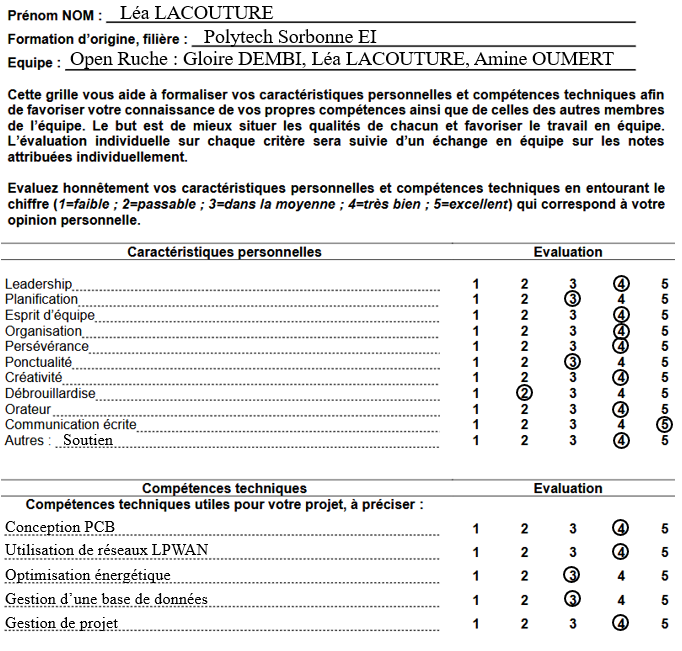 Prénom NOM : Léa LACOUTURE
Formation d'origine, filière : Polytech Sorbonne EI
Equipe : Open Ruche : Gloire DEMBI, Léa LACOUTURE, Amine OUMERT
Cette grille vous aide à formaliser vos caractéristiques personnelles et compétences techniques afin
de favoriser votre connaissance de vos propres compétences ainsi que de celles des autres membres
de l'équipe. Le but est de mieux situer les qualités de chacun et favoriser le travail en équipe.
L'évaluation individuelle sur chaque critère sera suivie d'un échange en équipe sur les notes
attribuées individuellement.
Evaluez honnêtement vos caractéristiques personnelles et compétences techniques en entourant le
chiffre (1=faible ; 2=passable ; 3=dans la moyenne ; 4=très bien ; 5=excellent) qui correspond à votre
opinion personnelle.
Caractéristiques personnelles Evaluation
Leadership 1 2 3 4 5
Planification 1 2 3 4 5
Esprit d'équipe 1 2 3 4 5
Organisation 1 2 3 4 5
Persévérance 1 2 3 4 5
Ponctualité 1 2 3 4 5
Créativité 1 2 3 4 5
Débrouillardise 1 2 3 4 5
Orateur 1 2 3 4 5
Communication écrite 1 2 3 4 5
Autres : Soutien 1 2 3 4 5
Compétences techniques Evaluation
Compétences techniques utiles pour votre projet, à préciser :
Conception PCB 1 2 3 4 5
Utilisation de réseaux LPWAN 1 2 3 4 5
Optimisation énergétique 1 2 3 4 5
Gestion d'une base de données 1 2 3 4 5
Gestion de projet 1 2 3 4 5